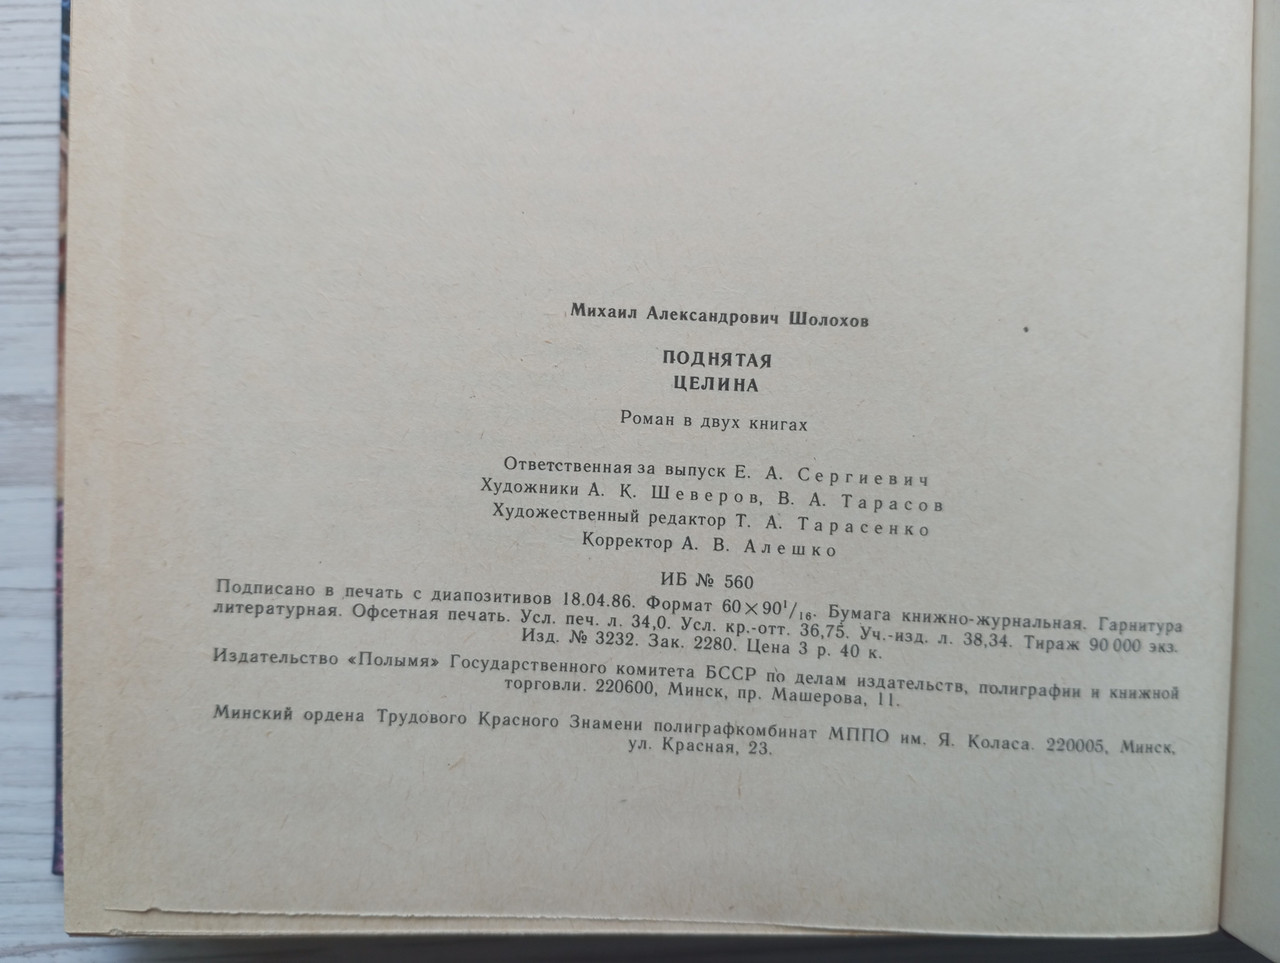 Михаил Александрович Шолохов
ПОДНЯТАЯ
ЦЕЛИНА
Роман в двух книгах
Ответственная за выпуск Е. А. Сергиевич
Художники А. К. Шеверов, В. А. Тарасов
Художественный редактор Т. А. Тарасенко
Корректор А. В. Алешко
ИБ № 560
Подписано в печать с диапозитивов 18.04.86. Формат 60×90¹/₁₆. Бумага книжно-журнальная. Гарнитура
литературная. Офсетная печать. Усл. печ. л. 34,0. Усл. кр.-отт. 36,75. Уч.-изд. л. 38,34. Тираж 90 000 экз.
Изд. № 3232. Зак. 2280. Цена 3 р. 40 к.
Издательство «Полымя» Государственного комитета БССР по делам издательств, полиграфии и книжной
торговли. 220600, Минск, пр. Машерова, 11.
Минский ордена Трудового Красного Знамени полиграфкомбинат МППО им. Я. Коласа. 220005, Минск,
ул. Красная, 23.